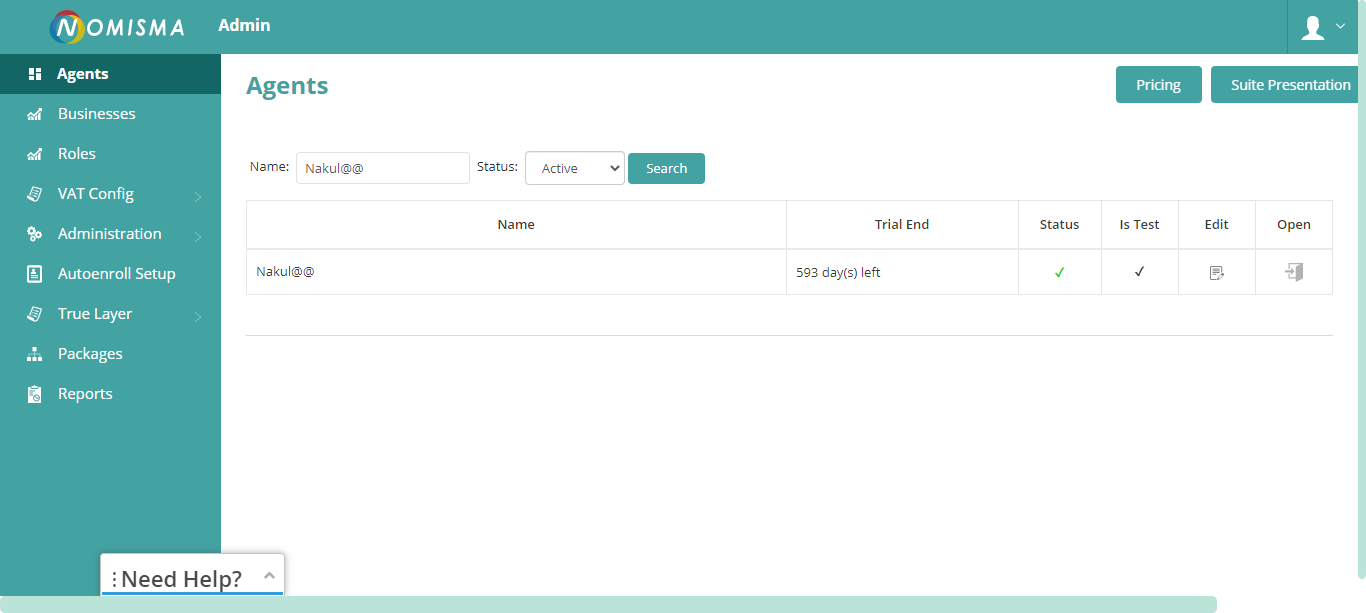 NOMISMA Admin
Agents
Businesses
Roles
VAT Config
Administration
Autoenroll Setup
True Layer
Packages
Reports
Agents
Pricing Suite Presentation
Name: Nakul@@ Status: Active Search
Name Trial End Status Is Test Edit Open
Nakul@@ 593 day(s) left
Need Help?